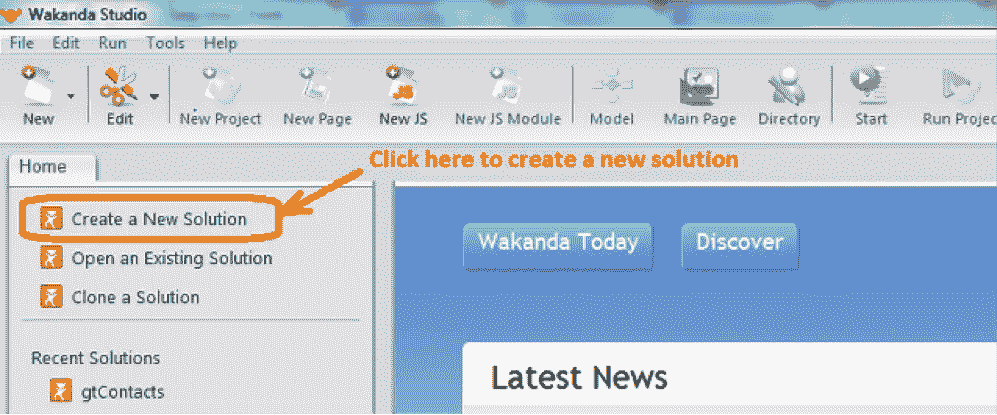 Wakanda Studio
File Edit Run Tools Help
New Edit New Project New Page New JS New JS Module Model Main Page Directory Start Run Projec
Home
Click here to create a new solution
Create a New Solution
Open an Existing Solution
Clone a Solution
Recent Solutions
gtContacts
Wakanda Today Discover
Latest News